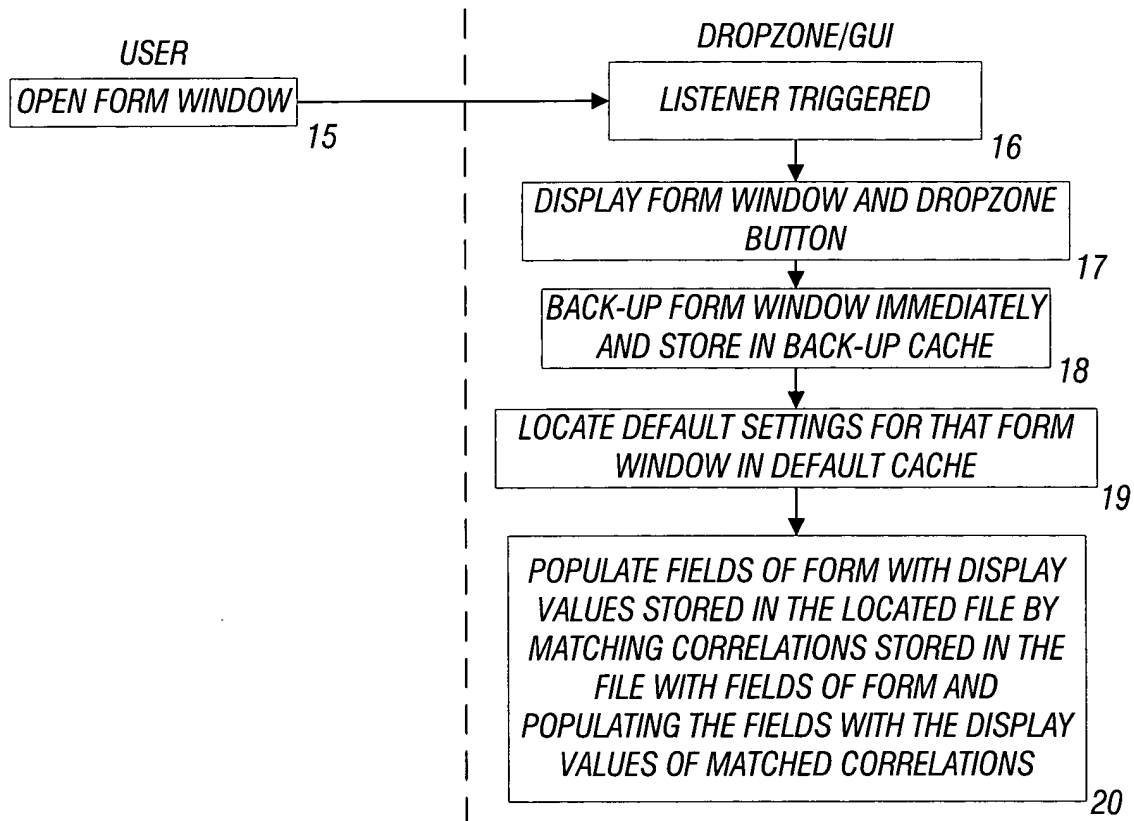 USER
OPEN FORM WINDOW
15
DROPZONE/GUI
LISTENER TRIGGERED
16
DISPLAY FORM WINDOW AND DROPZONE
BUTTON
17
BACK-UP FORM WINDOW IMMEDIATELY
AND STORE IN BACK-UP CACHE
18
LOCATE DEFAULT SETTINGS FOR THAT FORM
WINDOW IN DEFAULT CACHE
19
POPULATE FIELDS OF FORM WITH DISPLAY
VALUES STORED IN THE LOCATED FILE BY
MATCHING CORRELATIONS STORED IN THE
FILE WITH FIELDS OF FORM AND
POPULATING THE FIELDS WITH THE DISPLAY
VALUES OF MATCHED CORRELATIONS
20